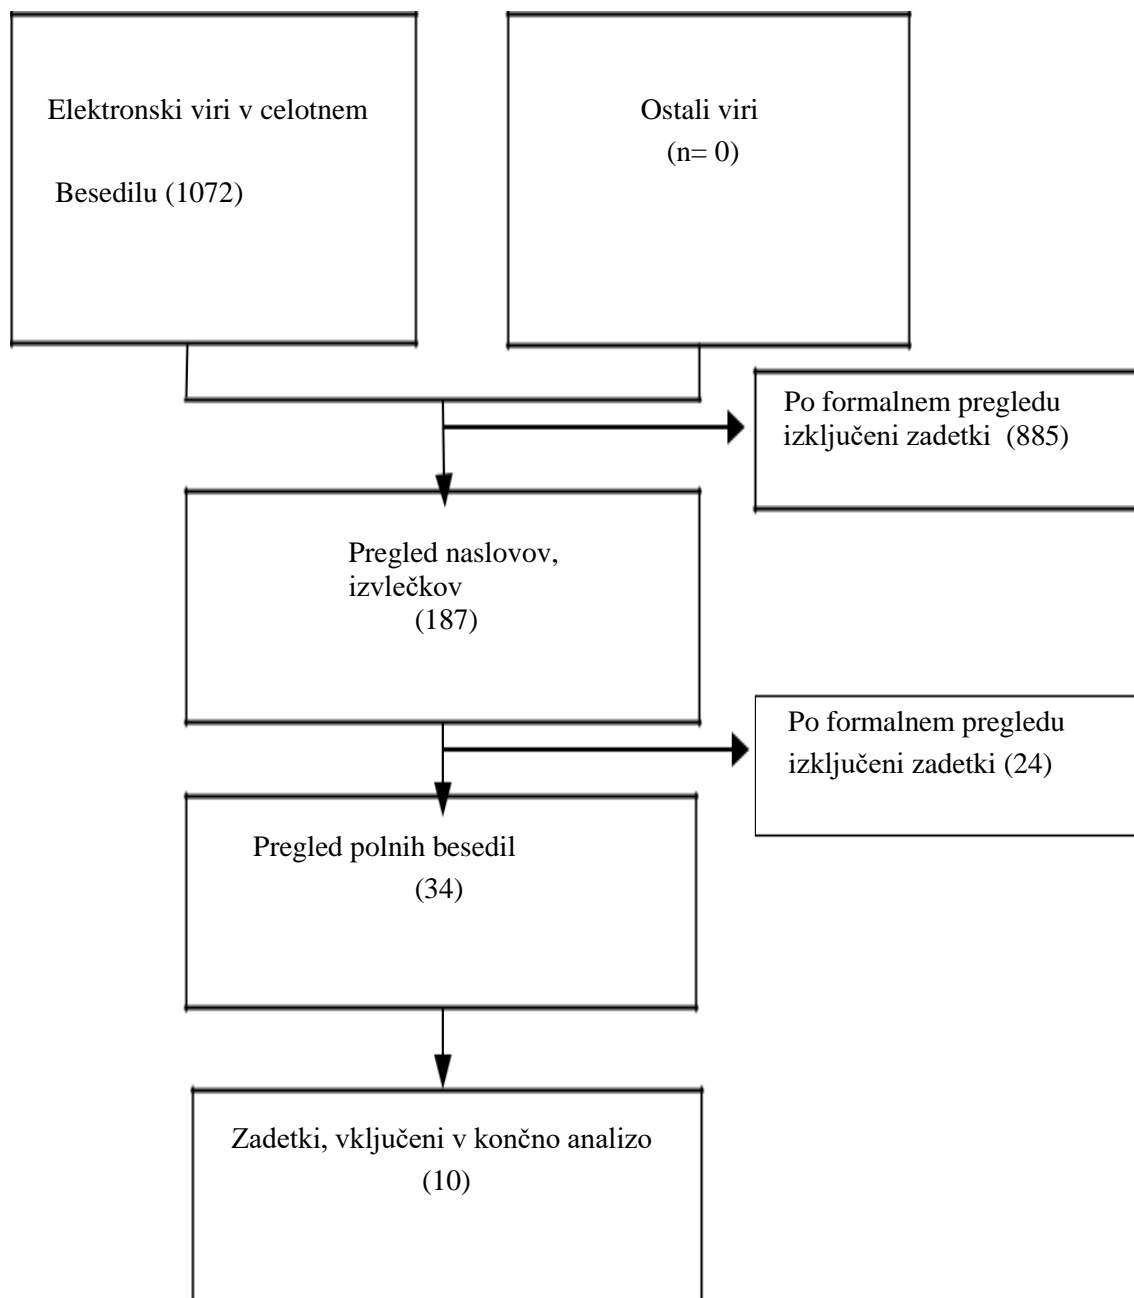 Elektronski viri v celotnem
Besedilu (1072)
Ostali viri
(n= 0)
Po formalnem pregledu
izključeni zadetki (885)
Pregled naslovov,
izvlečkov
(187)
Po formalnem pregledu
izključeni zadetki (24)
Pregled polnih besedil
(34)
Zadetki, vključeni v končno analizo
(10)